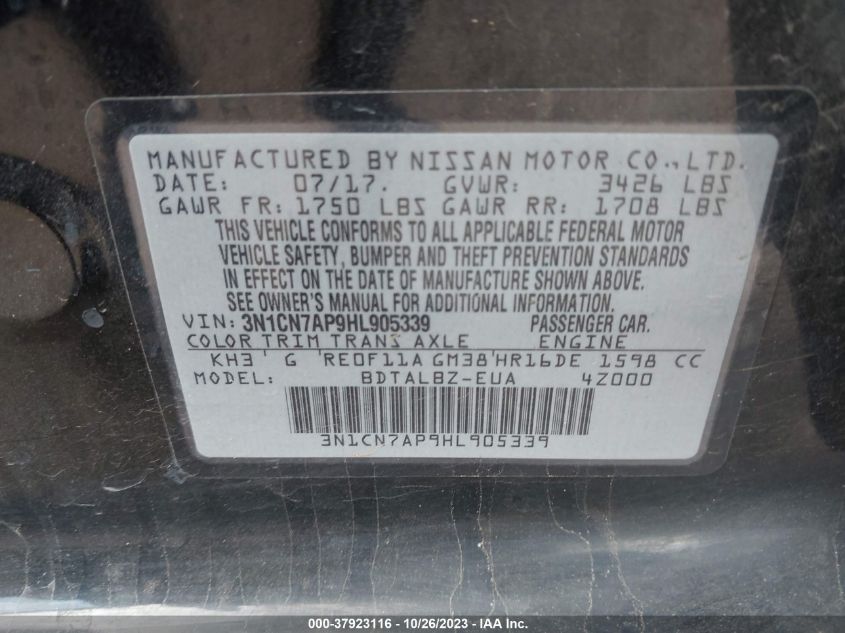 MANUFACTURED BY NISSAN MOTOR CO., LTD.
DATE: 07/17. GVWR: 3426 LBS
GAWR FR: 1750 LBS GAWR RR: 1708 LBS
THIS VEHICLE CONFORMS TO ALL APPLICABLE FEDERAL MOTOR
VEHICLE SAFETY, BUMPER AND THEFT PREVENTION STANDARDS
IN EFFECT ON THE DATE OF MANUFACTURE SHOWN ABOVE.
SEE OWNER'S MANUAL FOR ADDITIONAL INFORMATION.
VIN: 3N1CN7AP9HL905339 PASSENGER CAR.
COLOR TRIM TRANS AXLE ENGINE
KH3' G 'RE0F11A GM38'HR16DE 1598 CC
MODEL: BDTALBZ-EUA 4Z000
3N1CN7AP9HL905339
000-37923116 - 10/26/2023 - IAA Inc.